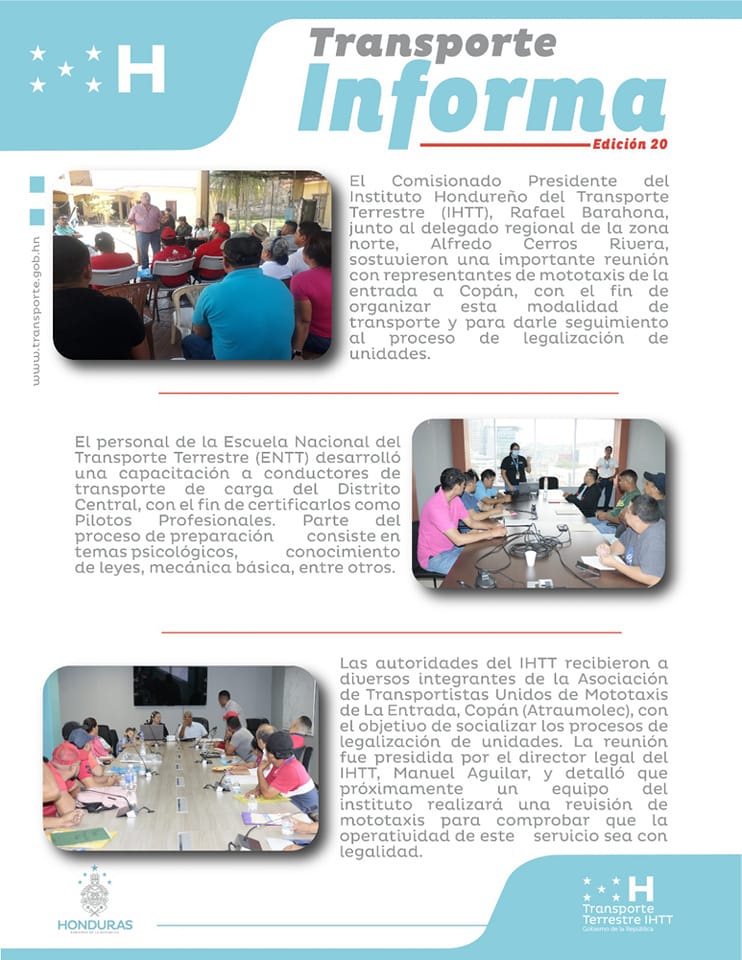 H
Transporte
Informa
Edición 20
www.transporte.gob.hn
El Comisionado Presidente del
Instituto Hondureño del Transporte
Terrestre (IHTT), Rafael Barahona,
junto al delegado regional de la zona
norte, Alfredo Cerros Rivera,
sostuvieron una importante reunión
con representantes de mototaxis de la
entrada a Copán, con el fin de
organizar esta modalidad de
transporte y para darle seguimiento
al proceso de legalización de
unidades.
El personal de la Escuela Nacional del
Transporte Terrestre (ENTT) desarrolló
una capacitación a conductores de
transporte de carga del Distrito
Central, con el fin de certificarlos como
Pilotos Profesionales. Parte del
proceso de preparación consiste en
temas psicológicos, conocimiento
de leyes, mecánica básica, entre otros.
Las autoridades del IHTT recibieron a
diversos integrantes de la Asociación
de Transportistas Unidos de Mototaxis
de La Entrada, Copán (Atraumolec), con
el objetivo de socializar los procesos de
legalización de unidades. La reunión
fue presidida por el director legal del
IHTT, Manuel Aguilar, y detalló que
próximamente un equipo del
instituto realizará una revisión de
mototaxis para comprobar que la
operatividad de este servicio sea con
legalidad.
HONDURAS
GOBIERNO DE LA REPÚBLICA
H
Transporte
Terrestre IHTT
Gobierno de la República